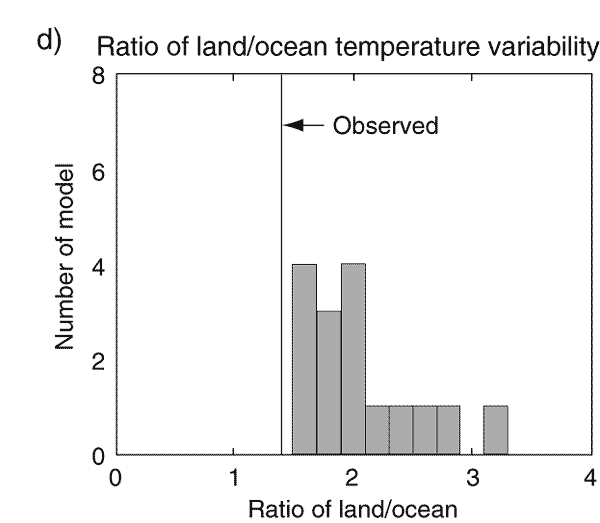 d) Ratio of land/ocean temperature variability
8
6
4
2
0
Number of model
Observed
0 1 2 3 4
Ratio of land/ocean